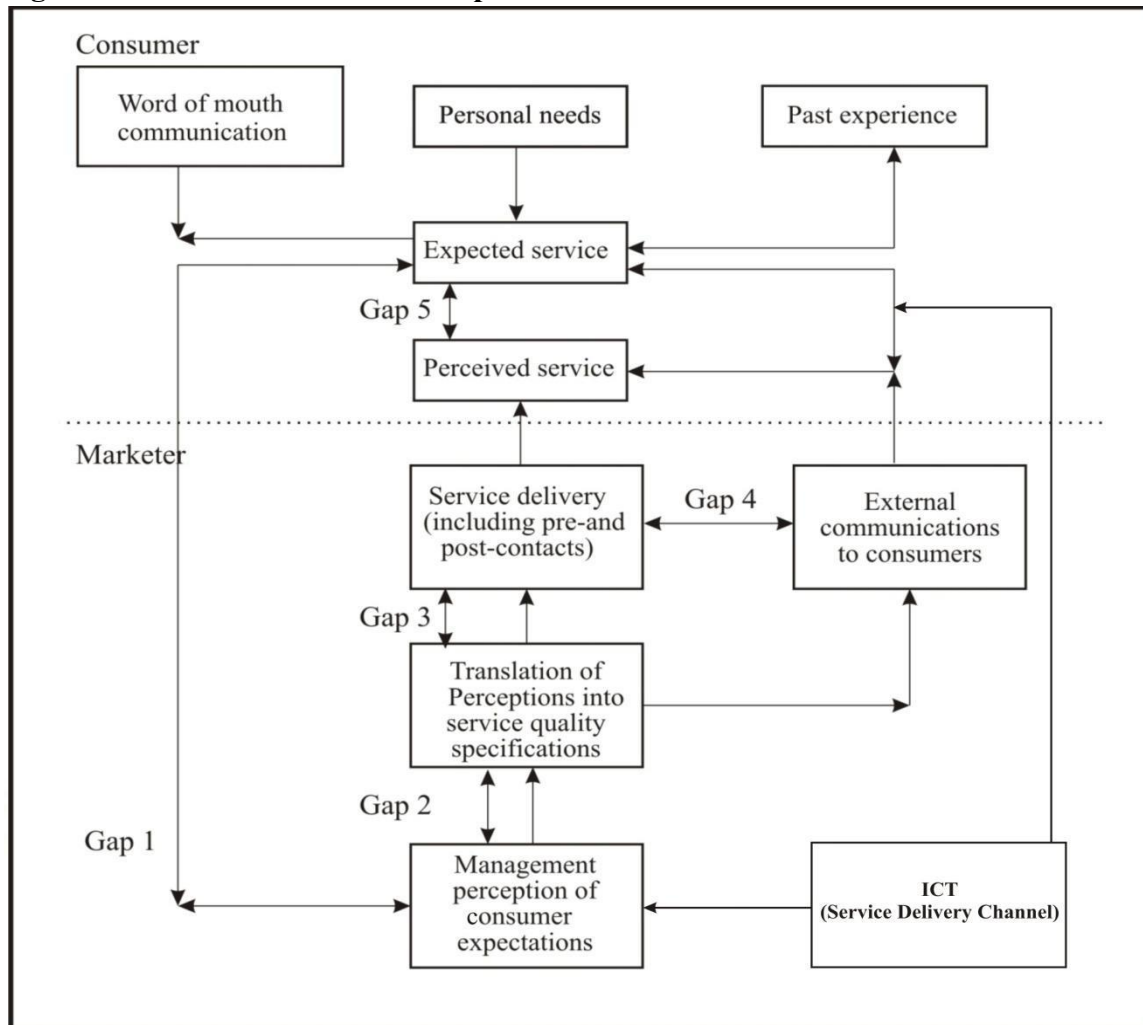 Consumer
Word of mouth
communication
Personal needs
Past experience
Expected service
Gap 5
Perceived service
Marketer
Service delivery
(including pre-and
post-contacts)
Gap 4
External
communications
to consumers
Gap 3
Translation of
Perceptions into
service quality
specifications
Gap 2
Gap 1
Management
perception of
consumer
expectations
ICT
(Service Delivery Channel)